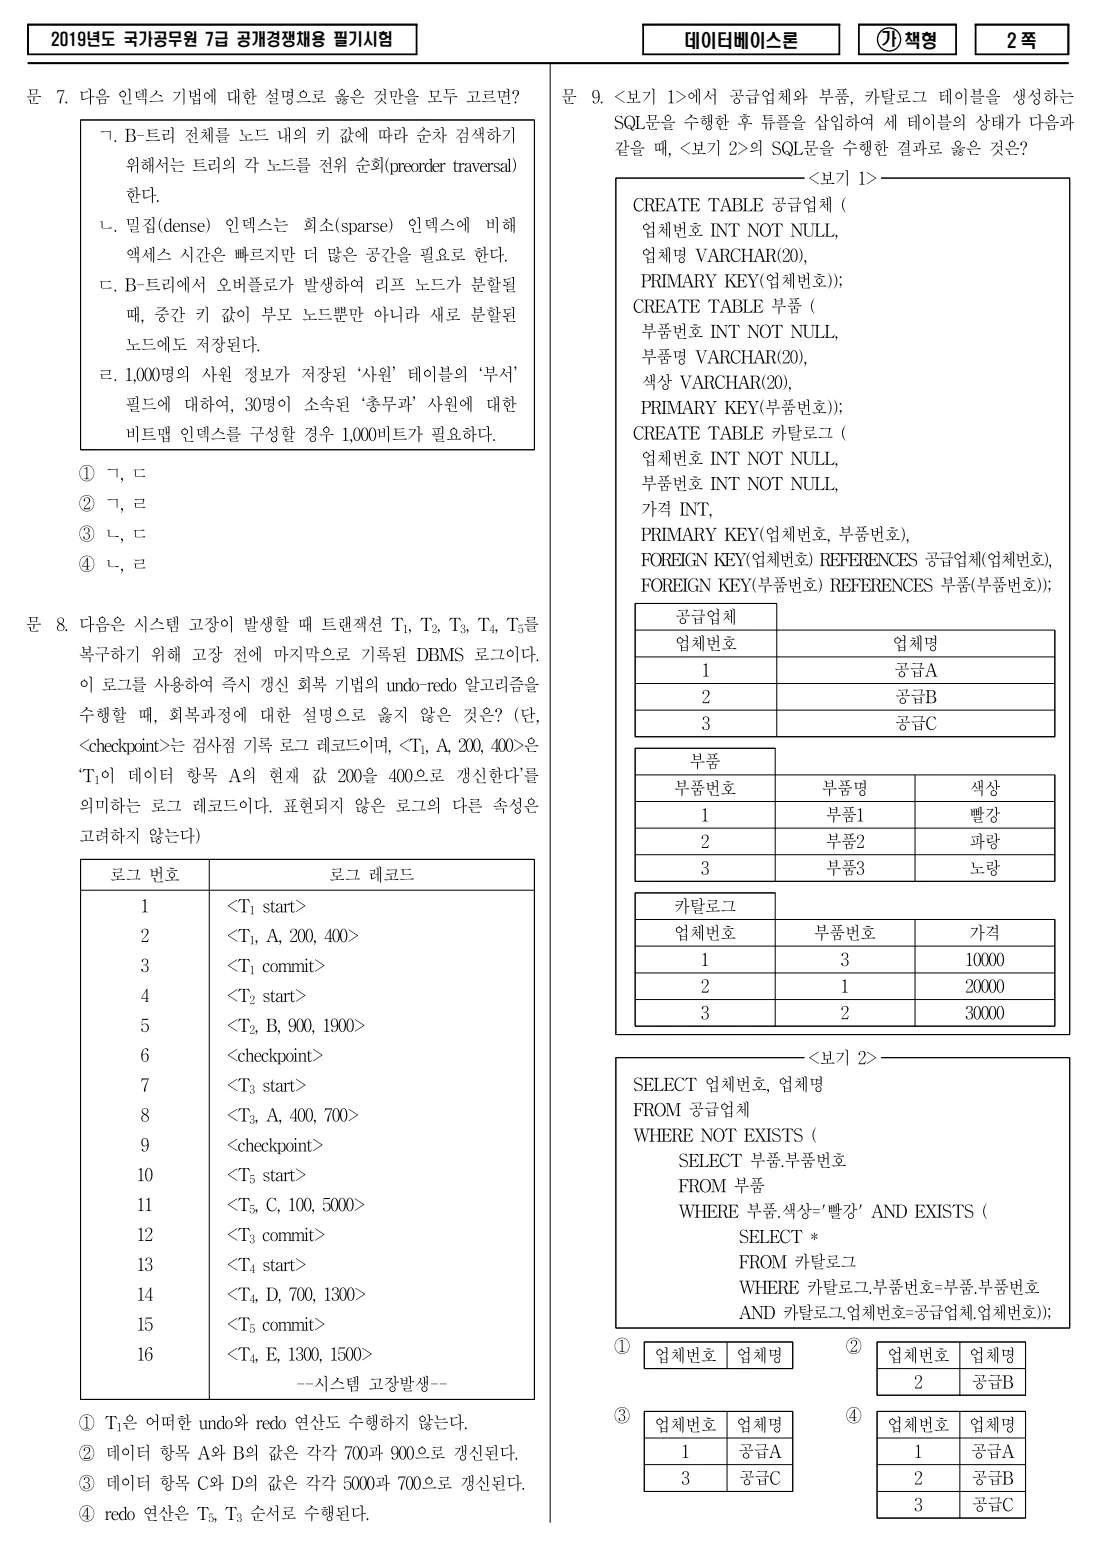 2019년도 국가공무원 7급 공개경쟁채용 필기시험
데이터베이스론
㉮ 책형
2 쪽
문 7. 다음 인덱스 기법에 대한 설명으로 옳은 것만을 모두 고르면?
ㄱ. B-트리 전체를 노드 내의 키 값에 따라 순차 검색하기
위해서는 트리의 각 노드를 전위 순회(preorder traversal)
한다.
ㄴ. 밀집(dense) 인덱스는 희소(sparse) 인덱스에 비해
액세스 시간은 빠르지만 더 많은 공간을 필요로 한다.
ㄷ. B-트리에서 오버플로가 발생하여 리프 노드가 분할될
때, 중간 키 값이 부모 노드뿐만 아니라 새로 분할된
노드에도 저장된다.
ㄹ. 1,000명의 사원 정보가 저장된 ‘사원’ 테이블의 ‘부서’
필드에 대하여, 30명이 소속된 ‘총무과’ 사원에 대한
비트맵 인덱스를 구성할 경우 1,000비트가 필요하다.
① ㄱ, ㄷ
② ㄱ, ㄹ
③ ㄴ, ㄷ
④ ㄴ, ㄹ
문 8. 다음은 시스템 고장이 발생할 때 트랜잭션 T₁, T₂, T₃, T₄, T₅를
복구하기 위해 고장 전에 마지막으로 기록된 DBMS 로그이다.
이 로그를 사용하여 즉시 갱신 회복 기법의 undo-redo 알고리즘을
수행할 때, 회복과정에 대한 설명으로 옳지 않은 것은? (단,
<checkpoint>는 검사점 기록 로그 레코드이며, <T₁, A, 200, 400>은
‘T₁이 데이터 항목 A의 현재 값 200을 400으로 갱신한다’를
의미하는 로그 레코드이다. 표현되지 않은 로그의 다른 속성은
고려하지 않는다)
로그 번호 로그 레코드
1 <T₁ start>
2 <T₁, A, 200, 400>
3 <T₁ commit>
4 <T₂ start>
5 <T₂, B, 900, 1900>
6 <checkpoint>
7 <T₃ start>
8 <T₃, A, 400, 700>
9 <checkpoint>
10 <T₅ start>
11 <T₅, C, 100, 5000>
12 <T₃ commit>
13 <T₄ start>
14 <T₄, D, 700, 1300>
15 <T₅ commit>
16 <T₄, E, 1300, 1500>
--시스템 고장발생--
① T₁은 어떠한 undo와 redo 연산도 수행하지 않는다.
② 데이터 항목 A와 B의 값은 각각 700과 900으로 갱신된다.
③ 데이터 항목 C와 D의 값은 각각 5000과 700으로 갱신된다.
④ redo 연산은 T₅, T₃ 순서로 수행된다.
문 9. <보기 1>에서 공급업체와 부품, 카탈로그 테이블을 생성하는
SQL문을 수행한 후 튜플을 삽입하여 세 테이블의 상태가 다음과
같을 때, <보기 2>의 SQL문을 수행한 결과로 옳은 것은?
<보기 1>
CREATE TABLE 공급업체 (
업체번호 INT NOT NULL,
업체명 VARCHAR(20),
PRIMARY KEY(업체번호));
CREATE TABLE 부품 (
부품번호 INT NOT NULL,
부품명 VARCHAR(20),
색상 VARCHAR(20),
PRIMARY KEY(부품번호));
CREATE TABLE 카탈로그 (
업체번호 INT NOT NULL,
부품번호 INT NOT NULL,
가격 INT,
PRIMARY KEY(업체번호, 부품번호),
FOREIGN KEY(업체번호) REFERENCES 공급업체(업체번호),
FOREIGN KEY(부품번호) REFERENCES 부품(부품번호));
공급업체
업체번호 업체명
1 공급A
2 공급B
3 공급C
부품
부품번호 부품명 색상
1 부품1 빨강
2 부품2 파랑
3 부품3 노랑
카탈로그
업체번호 부품번호 가격
1 3 10000
2 1 20000
3 2 30000
<보기 2>
SELECT 업체번호, 업체명
FROM 공급업체
WHERE NOT EXISTS (
SELECT 부품.부품번호
FROM 부품
WHERE 부품.색상='빨강' AND EXISTS (
SELECT *
FROM 카탈로그
WHERE 카탈로그.부품번호=부품.부품번호
AND 카탈로그.업체번호=공급업체.업체번호));
① 업체번호 업체명
② 업체번호 업체명
2 공급B
③ 업체번호 업체명
1 공급A
3 공급C
④ 업체번호 업체명
1 공급A
2 공급B
3 공급C